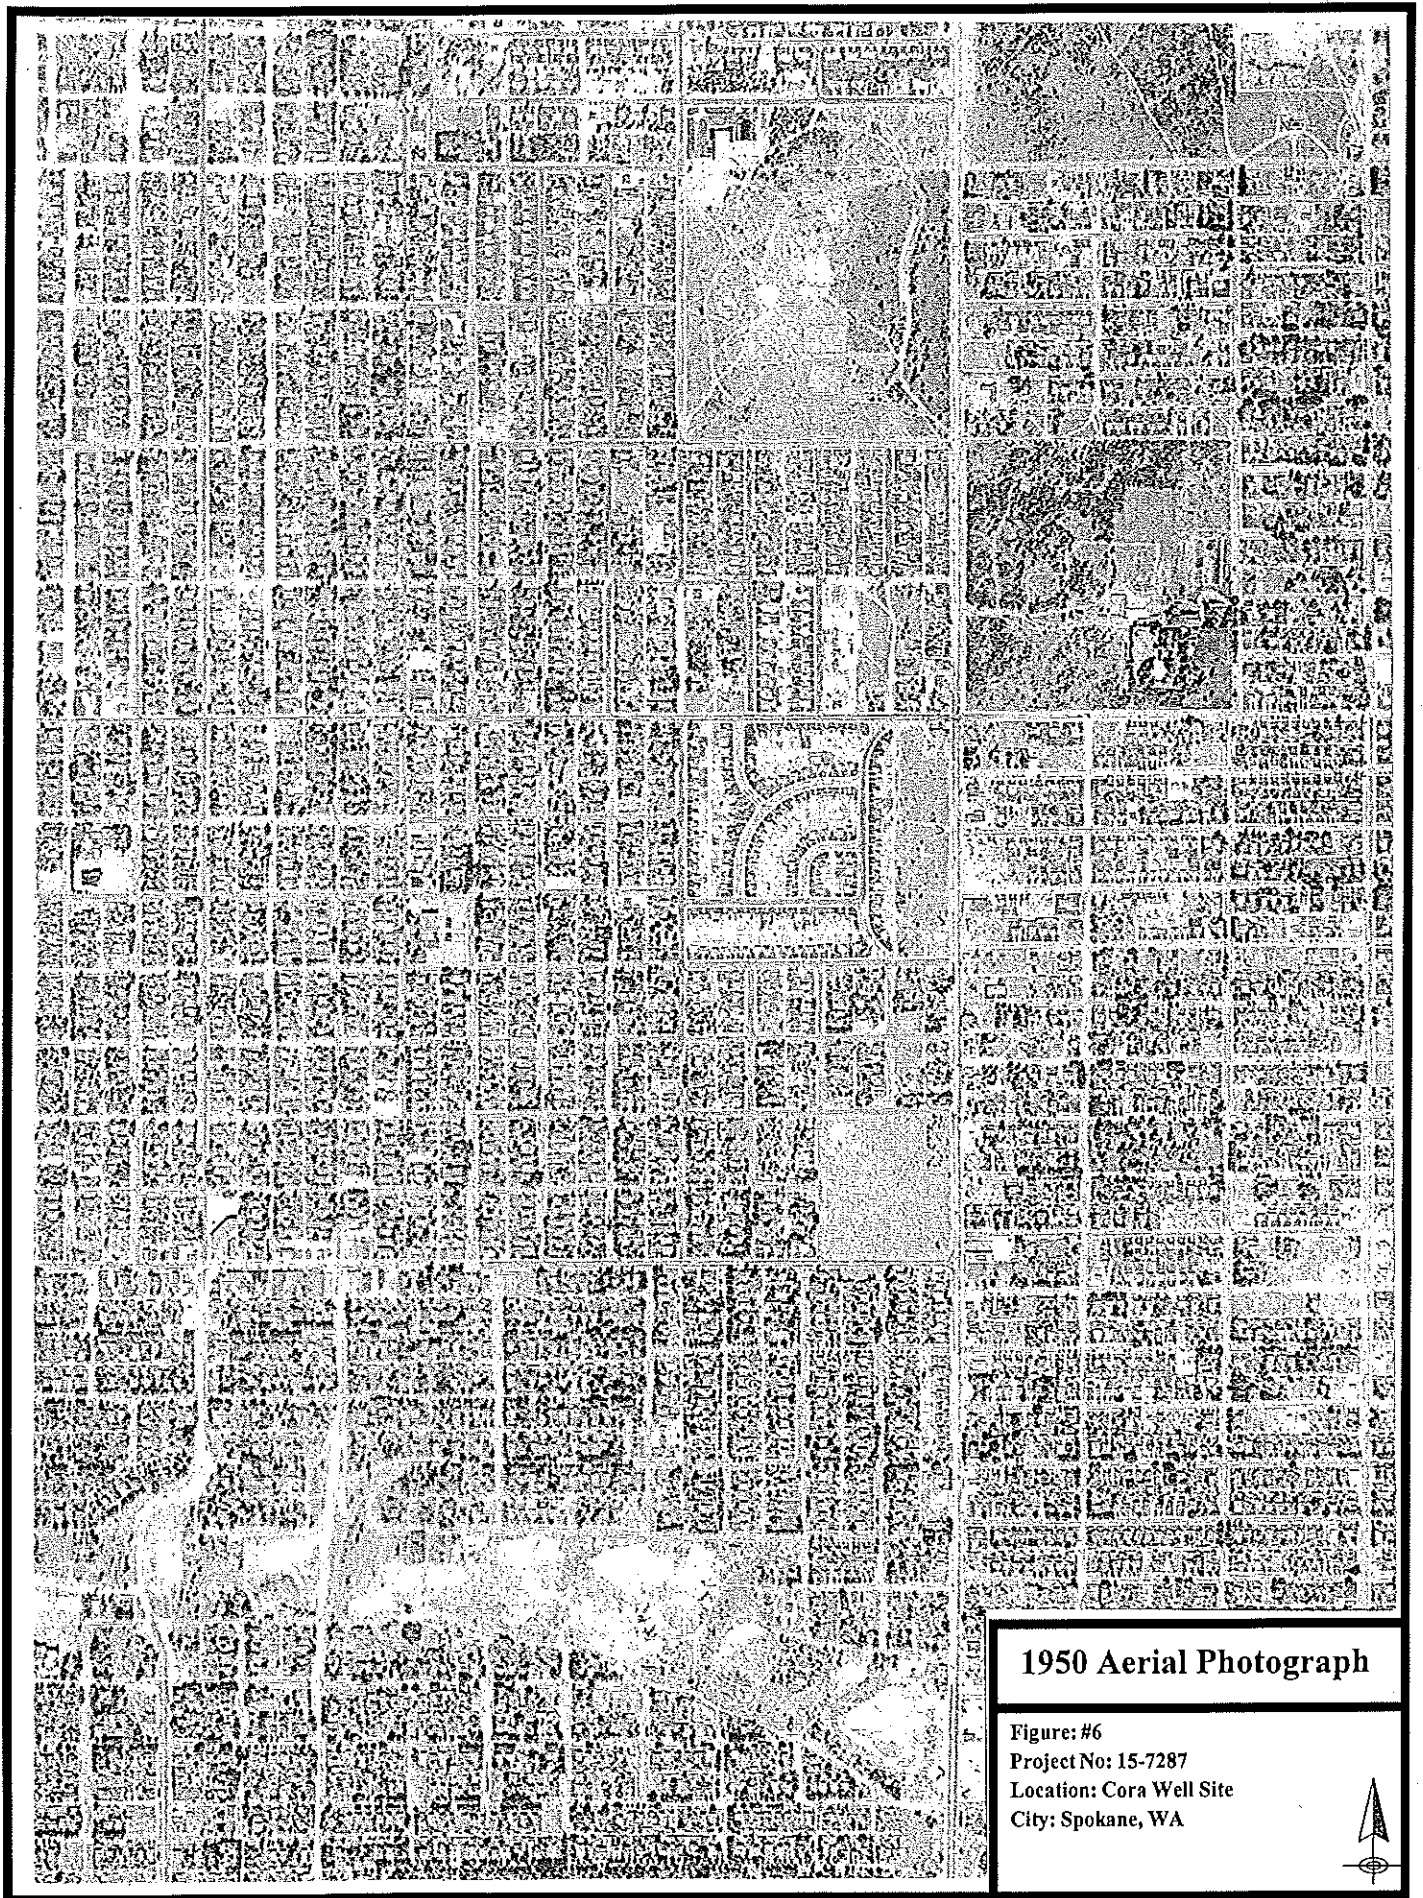 1950 Aerial Photograph
Figure: #6
Project No: 15-7287
Location: Cora Well Site
City: Spokane, WA